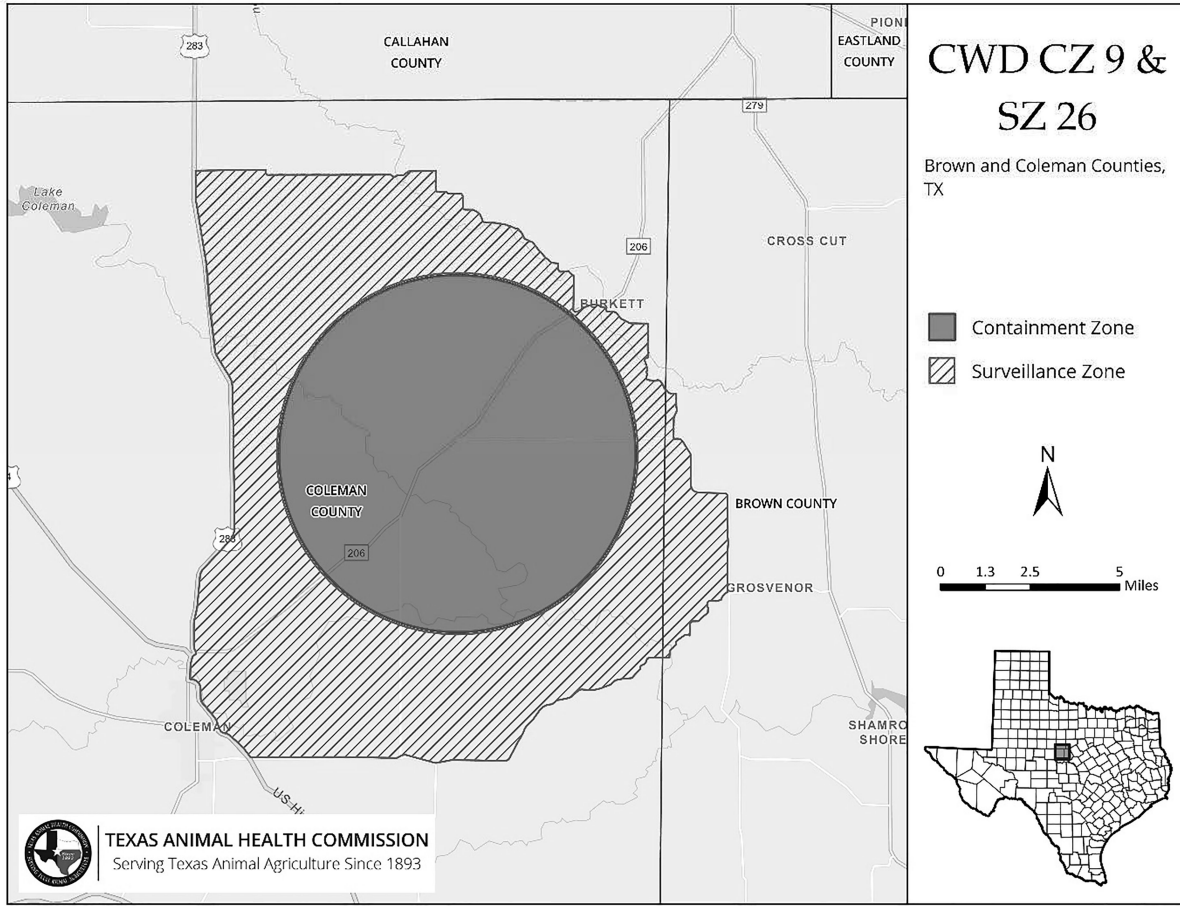 283
CALLAHAN
COUNTY
EASTLAND
COUNTY
279
Lake
Coleman
206
CROSS CUT
BURKETT
COLEMAN
COUNTY
BROWN COUNTY
283
206
GROSVENOR
COLEMAN
SHAMRO
SHORE
TEXAS ANIMAL HEALTH COMMISSION
Serving Texas Animal Agriculture Since 1893
CWD CZ 9 &
SZ 26
Brown and Coleman Counties,
TX
Containment Zone
Surveillance Zone
N
0 1.3 2.5 5
Miles